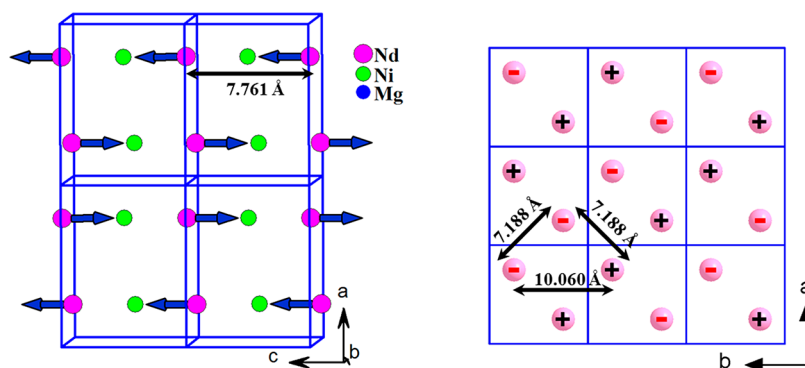 Nd
Ni
Mg
7.761 Å
a
c
b
- + -
+ - +
+ - +
- + -
7.188 Å
7.188 Å
- + -
10.060 Å
+ - +
a
b